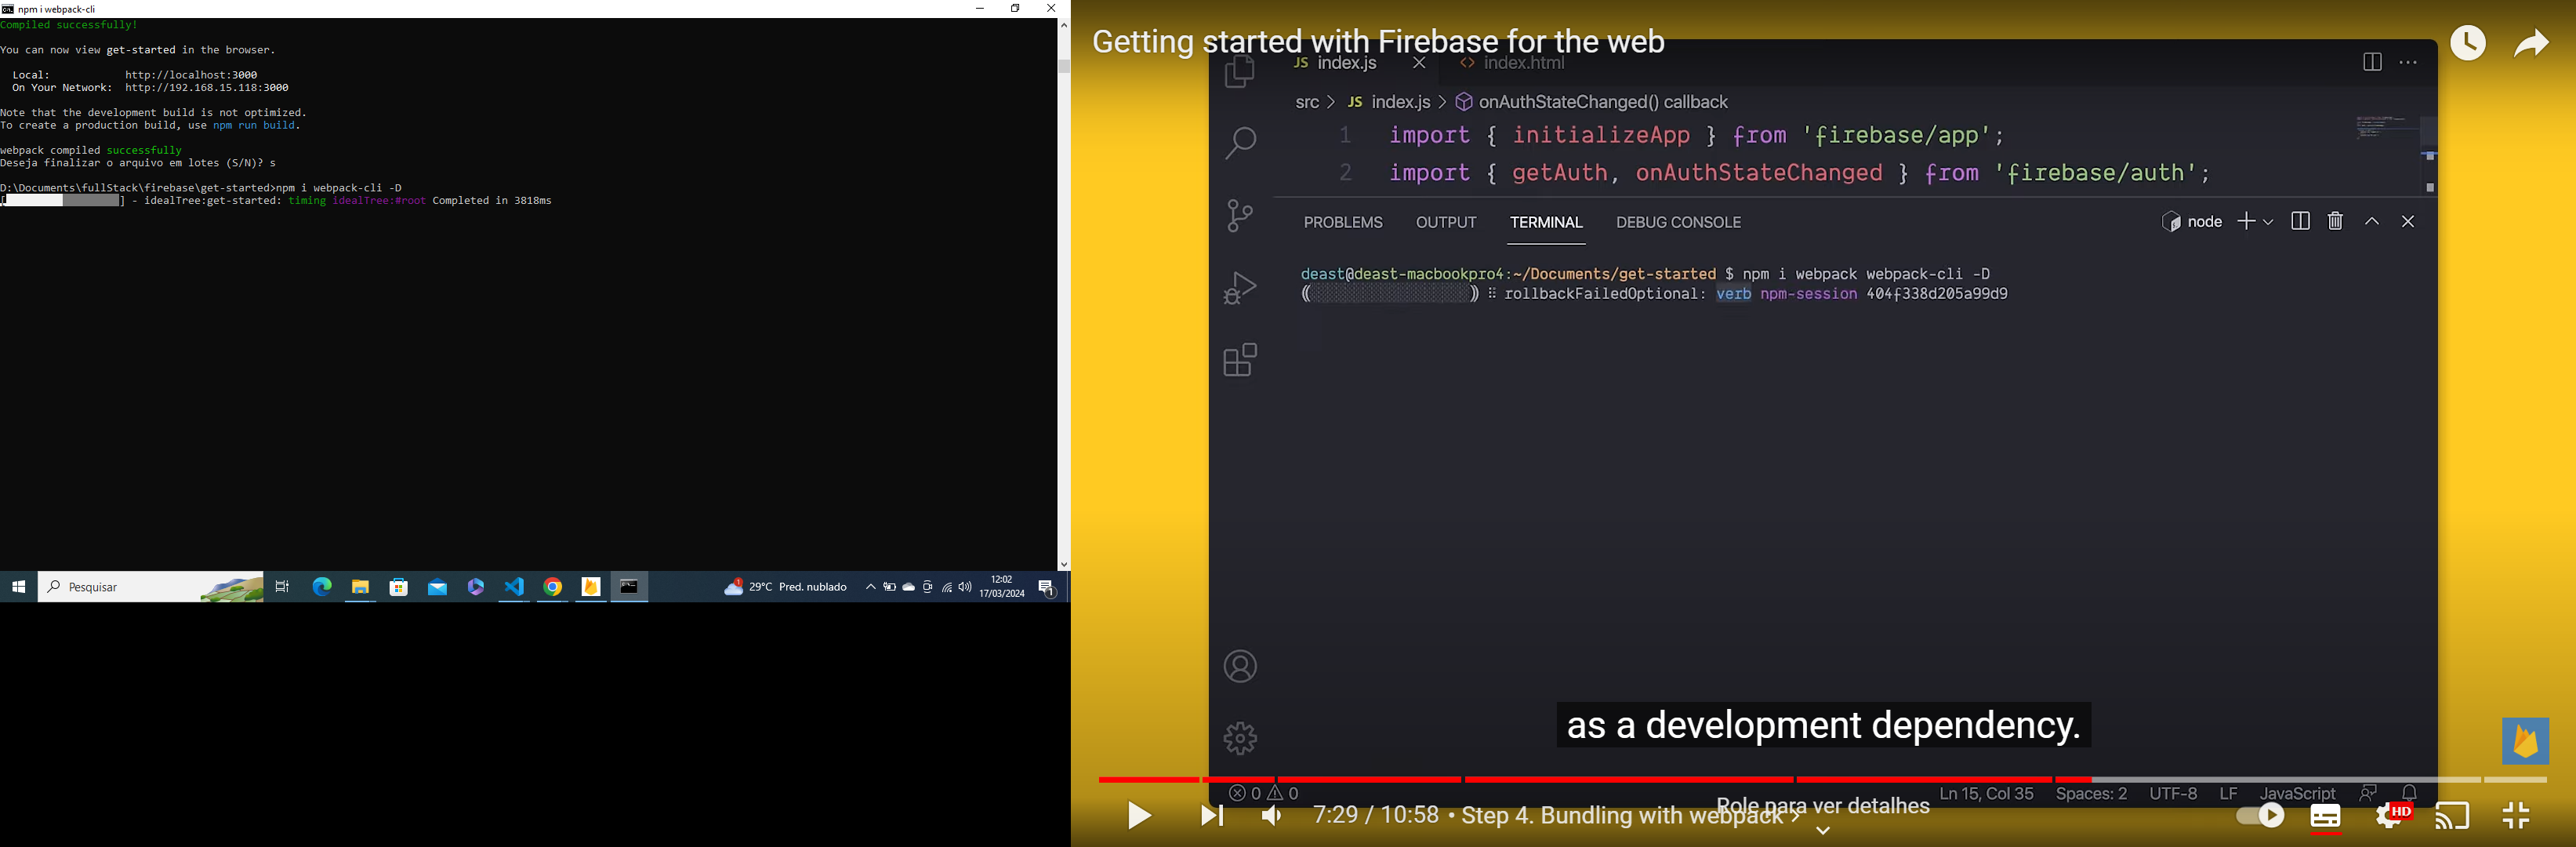 npm i webpack-cli
Compiled successfully!
You can now view get-started in the browser.
Local: http://localhost:3000
On Your Network: http://192.168.15.118:3000
Note that the development build is not optimized.
To create a production build, use npm run build.
webpack compiled successfully
Deseja finalizar o arquivo em lotes (S/N)? s
D:\Documents\fullStack\firebase\get-started>npm i webpack-cli -D
[ ] - idealTree:get-started: timing idealTree:#root Completed in 3818ms
Pesquisar
1
29°C Pred. nublado
12:02
17/03/2024
1
Getting started with Firebase for the web
JS index.js
<> index.html
src > JS index.js > onAuthStateChanged() callback
1 import { initializeApp } from 'firebase/app';
2 import { getAuth, onAuthStateChanged } from 'firebase/auth';
PROBLEMS OUTPUT TERMINAL DEBUG CONSOLE
node
deast@deast-macbookpro4:~/Documents/get-started $ npm i webpack webpack-cli -D
(( )) ⠿ rollbackFailedOptional: verb npm-session 404f338d205a99d9
as a development dependency.
0 0
Ln 15, Col 35 Spaces: 2 UTF-8 LF JavaScript
Role para ver detalhes
7:29 / 10:58 • Step 4. Bundling with webpack >
HD